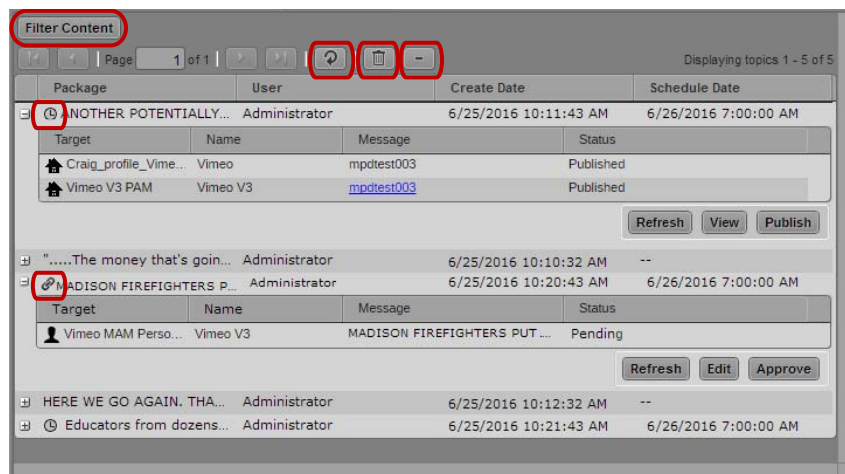 Filter Content
Page 1 of 1 - Displaying topics 1 - 5 of 5
Package User Create Date Schedule Date
ANOTHER POTENTIALLY... Administrator 6/25/2016 10:11:43 AM 6/26/2016 7:00:00 AM
Target Name Message Status
Craig_profile_Vime... Vimeo mpdtest003 Published
Vimeo V3 PAM Vimeo V3 mpdtest003 Published
Refresh View Publish
".....The money that's goin... Administrator 6/25/2016 10:10:32 AM --
MADISON FIREFIGHTERS P... Administrator 6/25/2016 10:20:43 AM 6/26/2016 7:00:00 AM
Target Name Message Status
Vimeo MAM Perso... Vimeo V3 MADISON FIREFIGHTERS PUT ... Pending
Refresh Edit Approve
HERE WE GO AGAIN. THA... Administrator 6/25/2016 10:12:32 AM --
Educators from dozens... Administrator 6/25/2016 10:21:43 AM 6/26/2016 7:00:00 AM